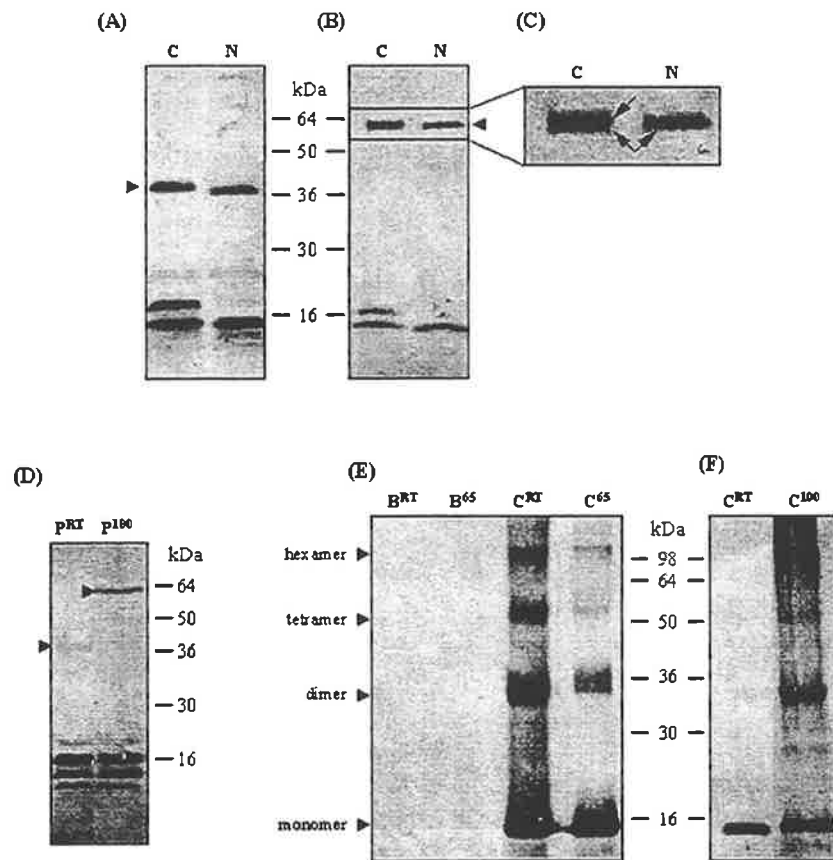 (A)
(B)
(C)
C N
C N
C N
kDa
64
50
36
30
16
(D)
pRT p180
kDa
64
50
36
30
16
(E)
(F)
BRT B65 CRT C65
kDa
CRT C100
hexamer
tetramer
dimer
monomer
98
64
50
36
30
16